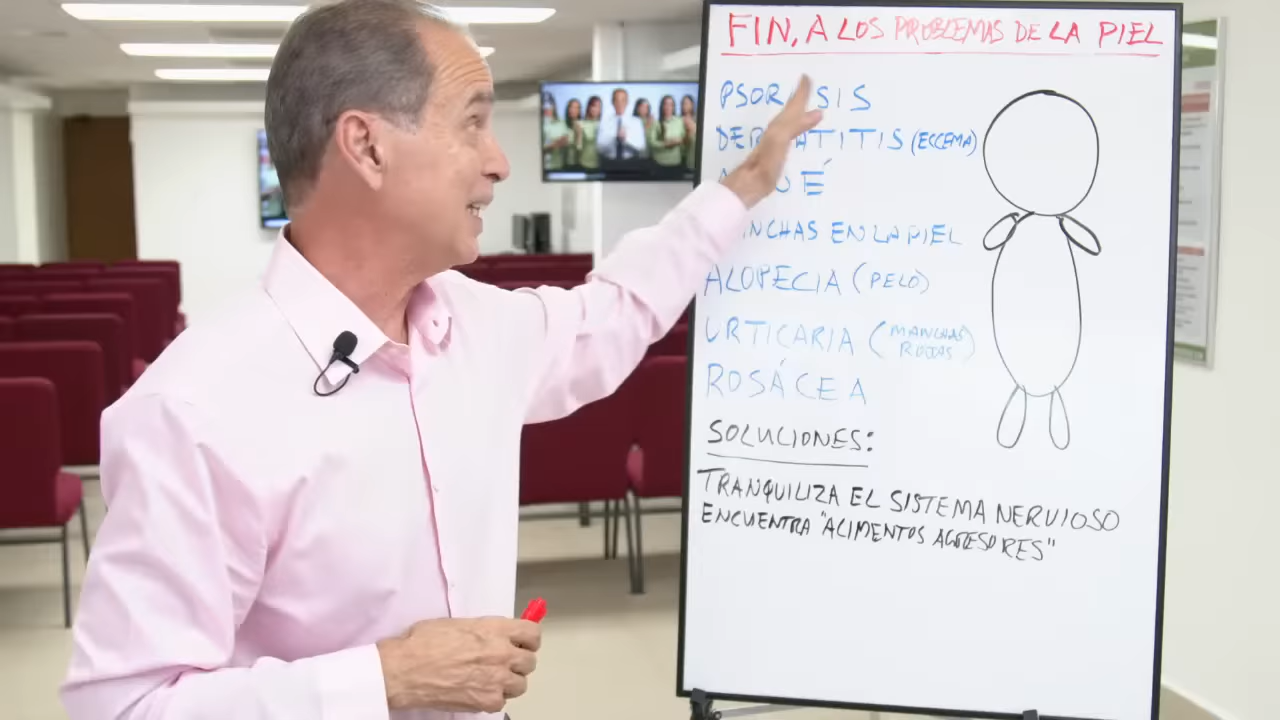 FIN, A LOS PROBLEMAS DE LA PIEL
PSORIASIS
DERMATITIS (ECCEMA)
MANCHAS EN LA PIEL
ALOPECIA (PELO)
URTICARIA (MANCHAS ROJAS)
ROSÁCEA
SOLUCIONES:
TRANQUILIZA EL SISTEMA NERVIOSO
ENCUENTRA "ALIMENTOS AGRESORES"